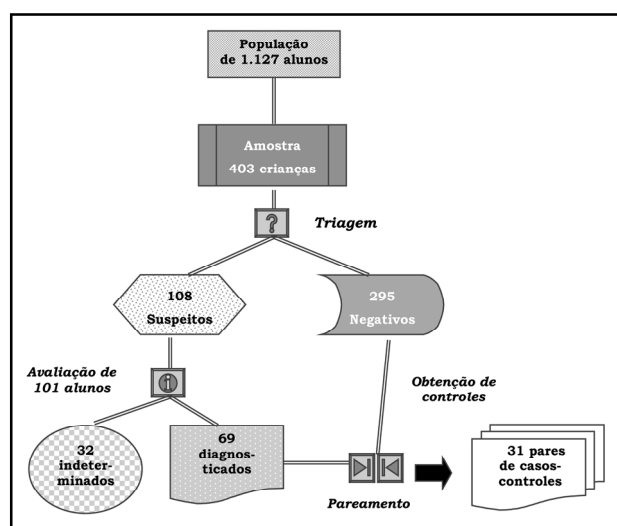 População
de 1.127 alunos
Amostra
403 crianças
?
Triagem
108
Suspeitos
295
Negativos
Avaliação de
101 alunos
i
Obtenção de
controles
32
indeter-
minados
69
diagnos-
ticados
Pareamento
31 pares
de casos-
controles